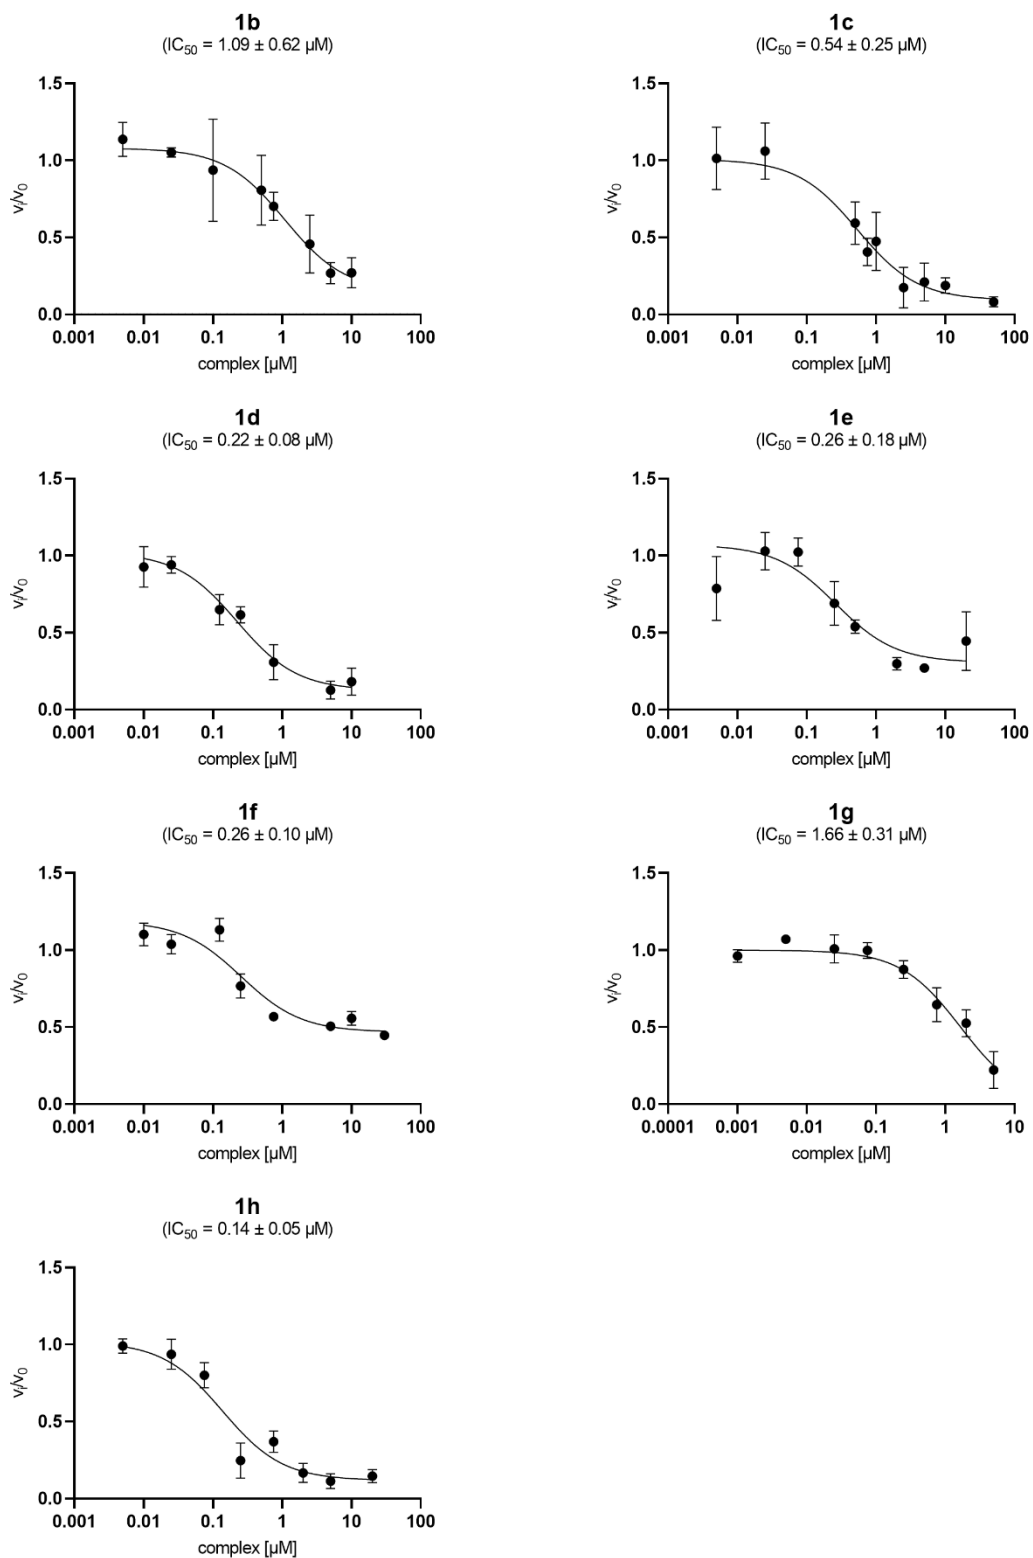 1b
(IC50 = 1.09 ± 0.62 µM)
1.5
1.0
0.5
0.0
vi/v0
0.001 0.01 0.1 1 10 100
complex [µM]
1c
(IC50 = 0.54 ± 0.25 µM)
1.5
1.0
0.5
0.0
vi/v0
0.001 0.01 0.1 1 10 100
complex [µM]
1d
(IC50 = 0.22 ± 0.08 µM)
1.5
1.0
0.5
0.0
vi/v0
0.001 0.01 0.1 1 10 100
complex [µM]
1e
(IC50 = 0.26 ± 0.18 µM)
1.5
1.0
0.5
0.0
vi/v0
0.001 0.01 0.1 1 10 100
complex [µM]
1f
(IC50 = 0.26 ± 0.10 µM)
1.5
1.0
0.5
0.0
vi/v0
0.001 0.01 0.1 1 10 100
complex [µM]
1g
(IC50 = 1.66 ± 0.31 µM)
1.5
1.0
0.5
0.0
vi/v0
0.0001 0.001 0.01 0.1 1 10
complex [µM]
1h
(IC50 = 0.14 ± 0.05 µM)
1.5
1.0
0.5
0.0
vi/v0
0.001 0.01 0.1 1 10 100
complex [µM]